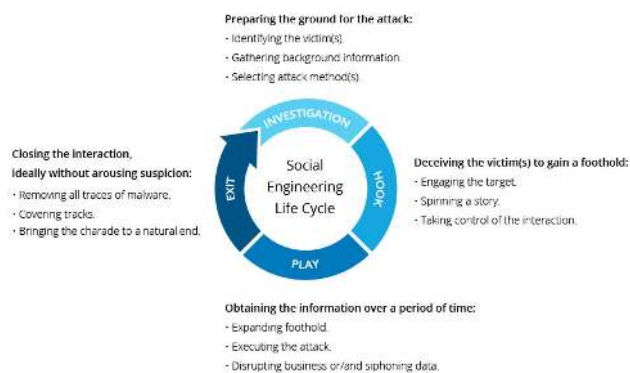 Preparing the ground for the attack:
· Identifying the victim(s).
· Gathering background information.
· Selecting attack method(s).
INVESTIGATION
Closing the interaction,
ideally without arousing suspicion:
· Removing all traces of malware.
· Covering tracks.
· Bringing the charade to a natural end.
EXIT
Social
Engineering
Life Cycle
HOOK
Deceiving the victim(s) to gain a foothold:
· Engaging the target.
· Spinning a story.
· Taking control of the interaction.
PLAY
Obtaining the information over a period of time:
· Expanding foothold.
· Executing the attack.
· Disrupting business or/and siphoning data.